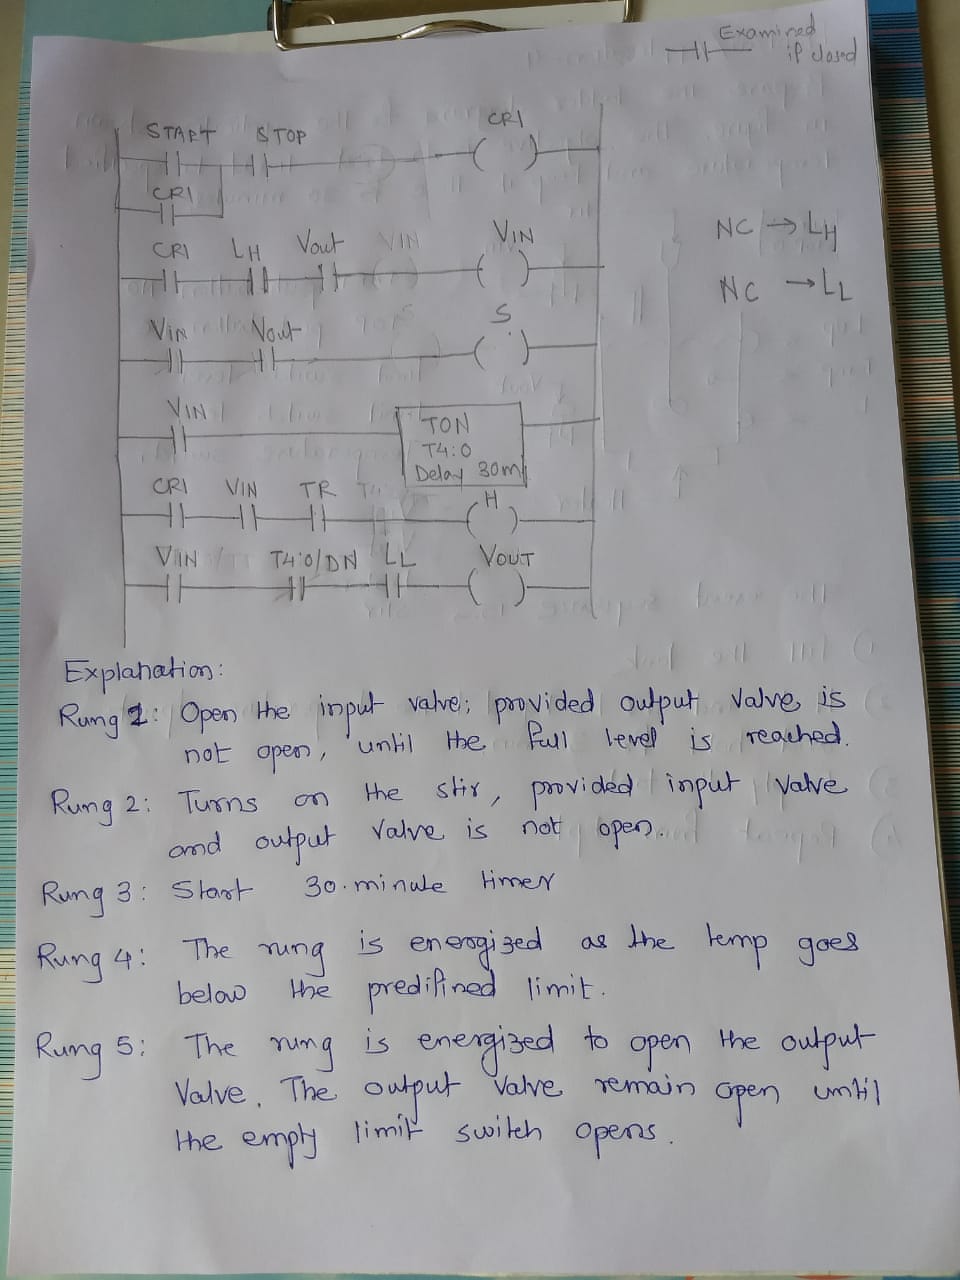 Examined
if closed
START STOP CR1
CR1
CR1 LH Vout VIN VIN
NC → LH
NC → LL
Vin Vout S
VIN
TON
T4:0
Delay 30m
CR1 VIN TR H
VIN T4:0/DN LL VOUT
Explanation:
Rung 1: Open the input valve; provided output valve is
not open, until the full level is reached.
Rung 2: Turns on the stir, provided input valve
and output valve is not open.
Rung 3: Start 30.minute timer
Rung 4: The rung is energized as the temp goes
below the predifined limit.
Rung 5: The rung is energized to open the output
Valve. The output valve remain open until
the empty limit switch opens.